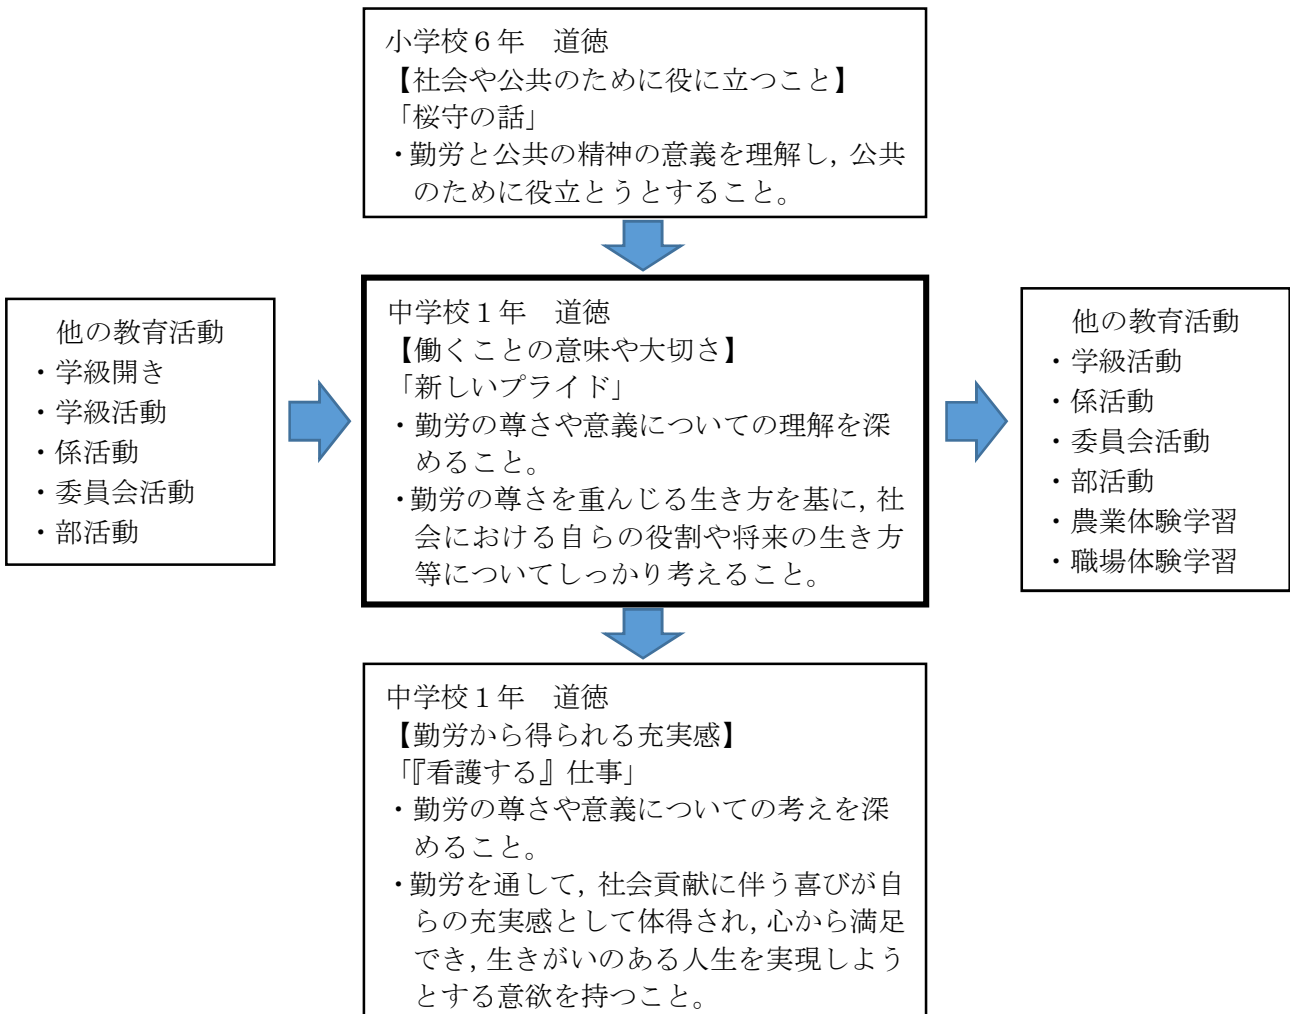 小学校６年　道徳
【社会や公共のために役に立つこと】
「桜守の話」
・勤労と公共の精神の意義を理解し，公共
のために役立とうとすること。
他の教育活動
・学級開き
・学級活動
・係活動
・委員会活動
・部活動
中学校１年　道徳
【働くことの意味や大切さ】
「新しいプライド」
・勤労の尊さや意義についての理解を深
めること。
・勤労の尊さを重んじる生き方を基に，社
会における自らの役割や将来の生き方
等についてしっかり考えること。
他の教育活動
・学級活動
・係活動
・委員会活動
・部活動
・農業体験学習
・職場体験学習
中学校１年　道徳
【勤労から得られる充実感】
「『看護する』仕事」
・勤労の尊さや意義についての考えを深
めること。
・勤労を通して，社会貢献に伴う喜びが自
らの充実感として体得され，心から満足
でき，生きがいのある人生を実現しよう
とする意欲を持つこと。